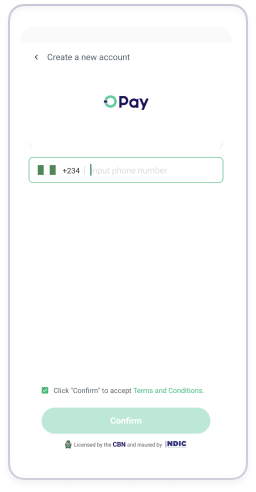 Create a new account
OPay
+234 Input phone number
Click "Confirm" to accept Terms and Conditions.
Confirm
Licensed by the CBN and insured by NDIC